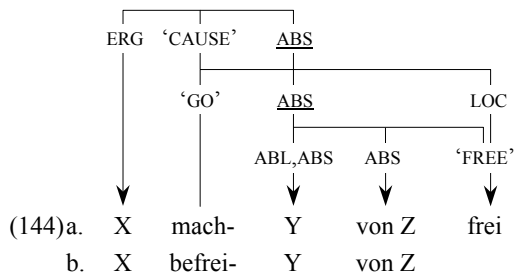 ERG ‘CAUSE’ ABS
‘GO’ ABS LOC
ABL,ABS ABS ‘FREE’
(144)a. X mach- Y von Z frei
b. X befrei- Y von Z